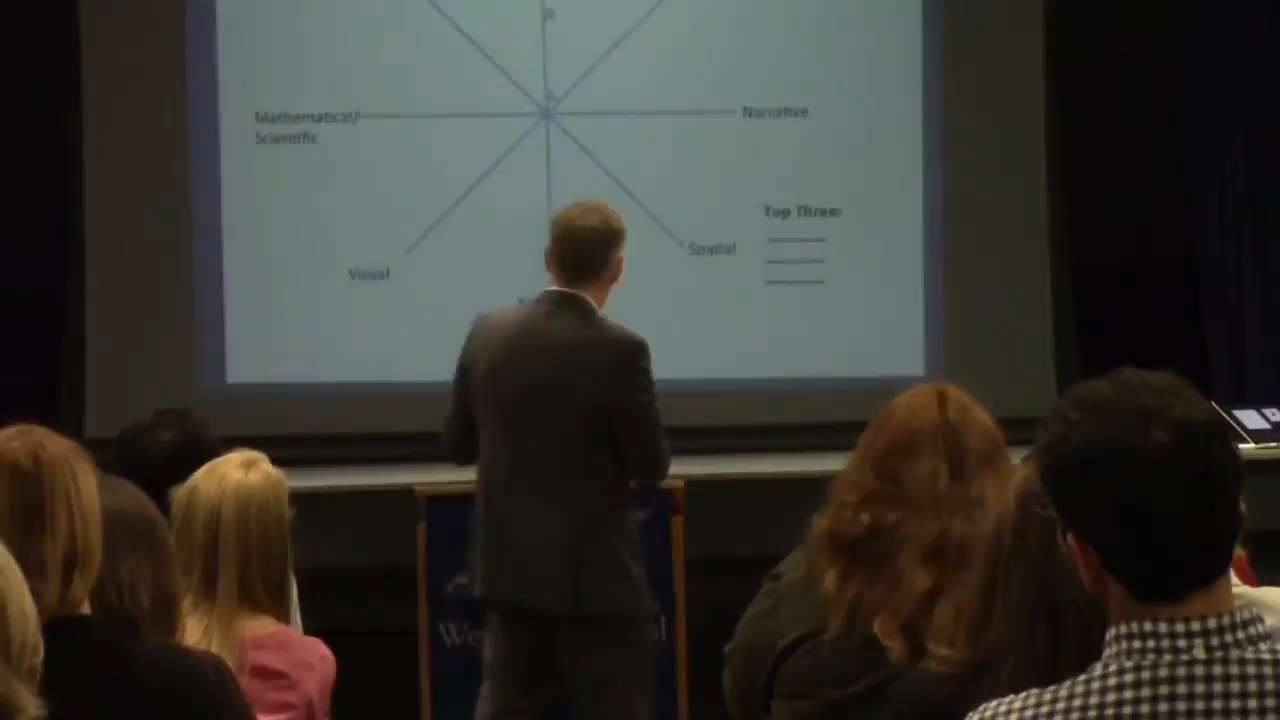 Mathematical/
Scientific
Narrative
Top Three:
Spatial
Visual